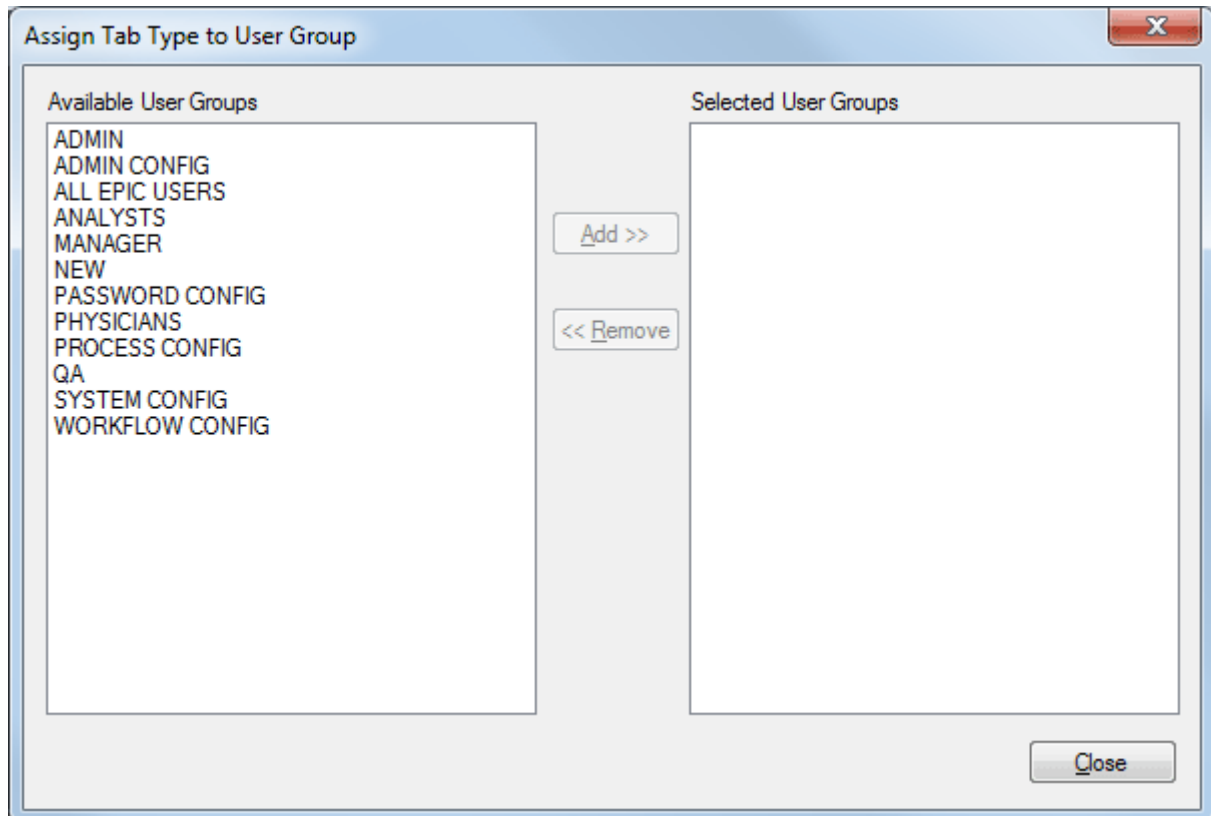 Assign Tab Type to User Group
Available User Groups
ADMIN
ADMIN CONFIG
ALL EPIC USERS
ANALYSTS
MANAGER
NEW
PASSWORD CONFIG
PHYSICIANS
PROCESS CONFIG
QA
SYSTEM CONFIG
WORKFLOW CONFIG
Add >>
<< Remove
Selected User Groups
Close